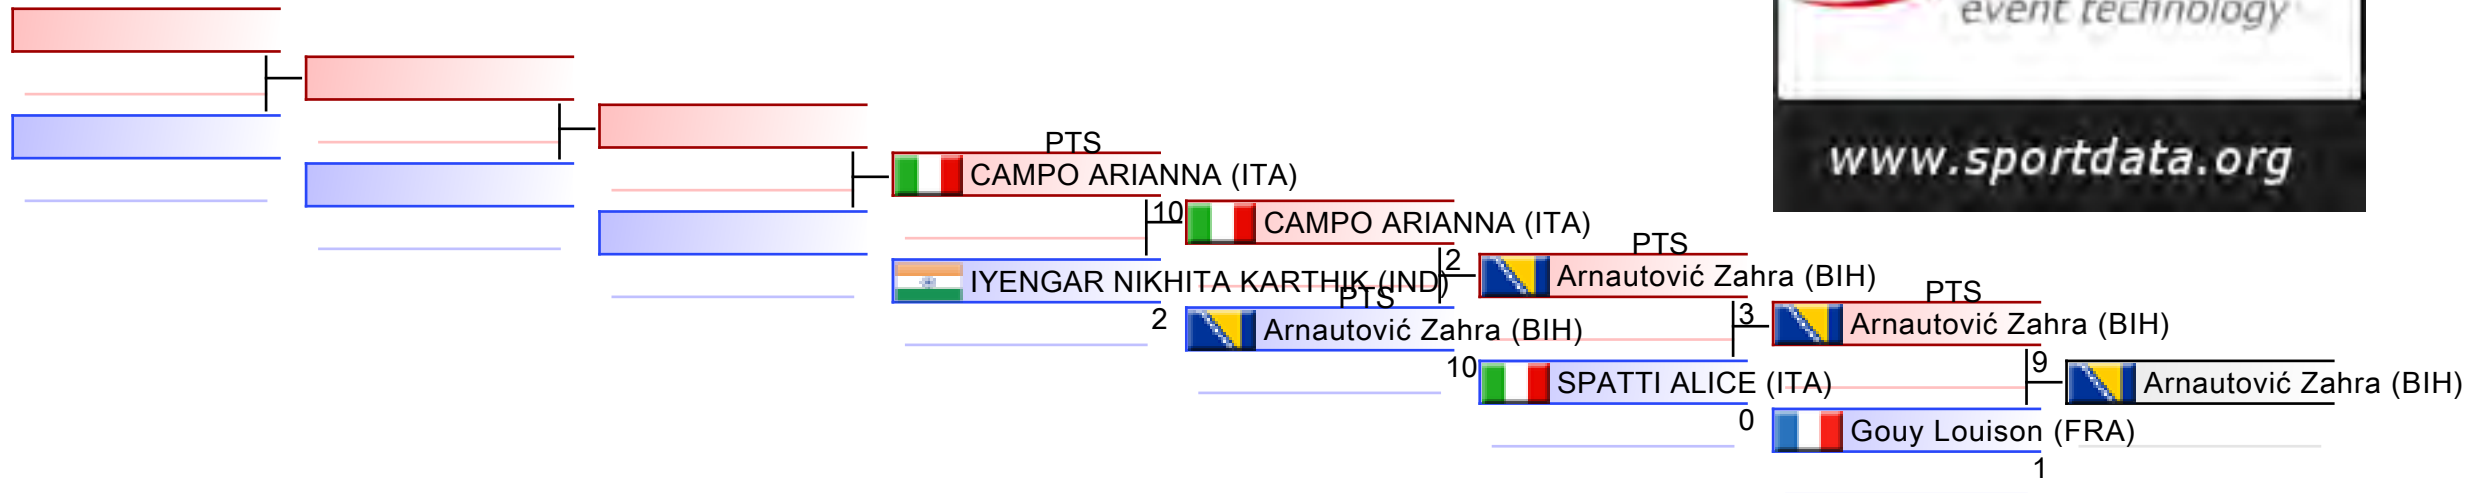 event technology
www.sportdata.org
PTS
CAMPO ARIANNA (ITA)
10
CAMPO ARIANNA (ITA)
IYENGAR NIKHITA KARTHIK (IND)
2
PTS
Arnautović Zahra (BIH)
2
10
PTS
Arnautović Zahra (BIH)
SPATTI ALICE (ITA)
3
0
PTS
Arnautović Zahra (BIH)
Gouy Louison (FRA)
9
1
Arnautović Zahra (BIH)